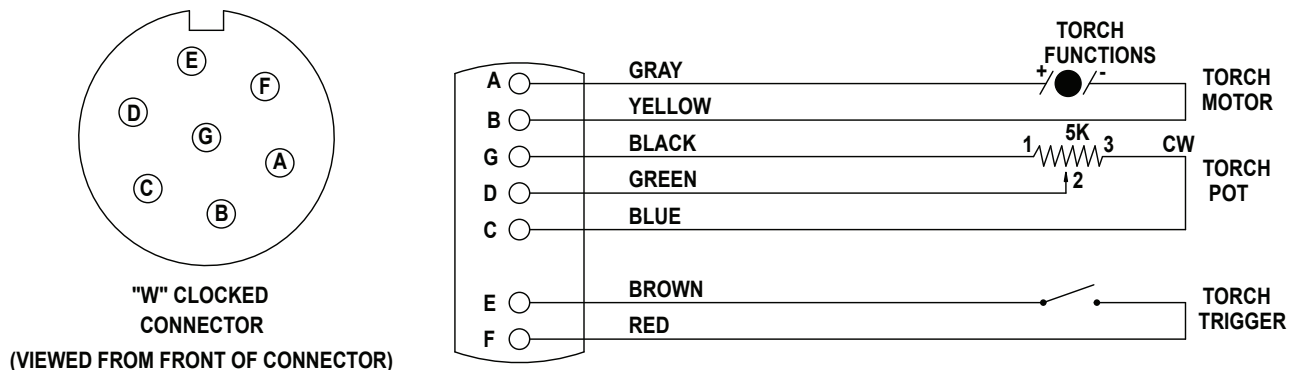 E
F
D
G
A
C
B
"W" CLOCKED
CONNECTOR
(VIEWED FROM FRONT OF CONNECTOR)
TORCH
FUNCTIONS
A GRAY + -
B YELLOW
TORCH
MOTOR
5K
G BLACK 1 3 CW
D GREEN 2
C BLUE
TORCH
POT
E BROWN
F RED
TORCH
TRIGGER